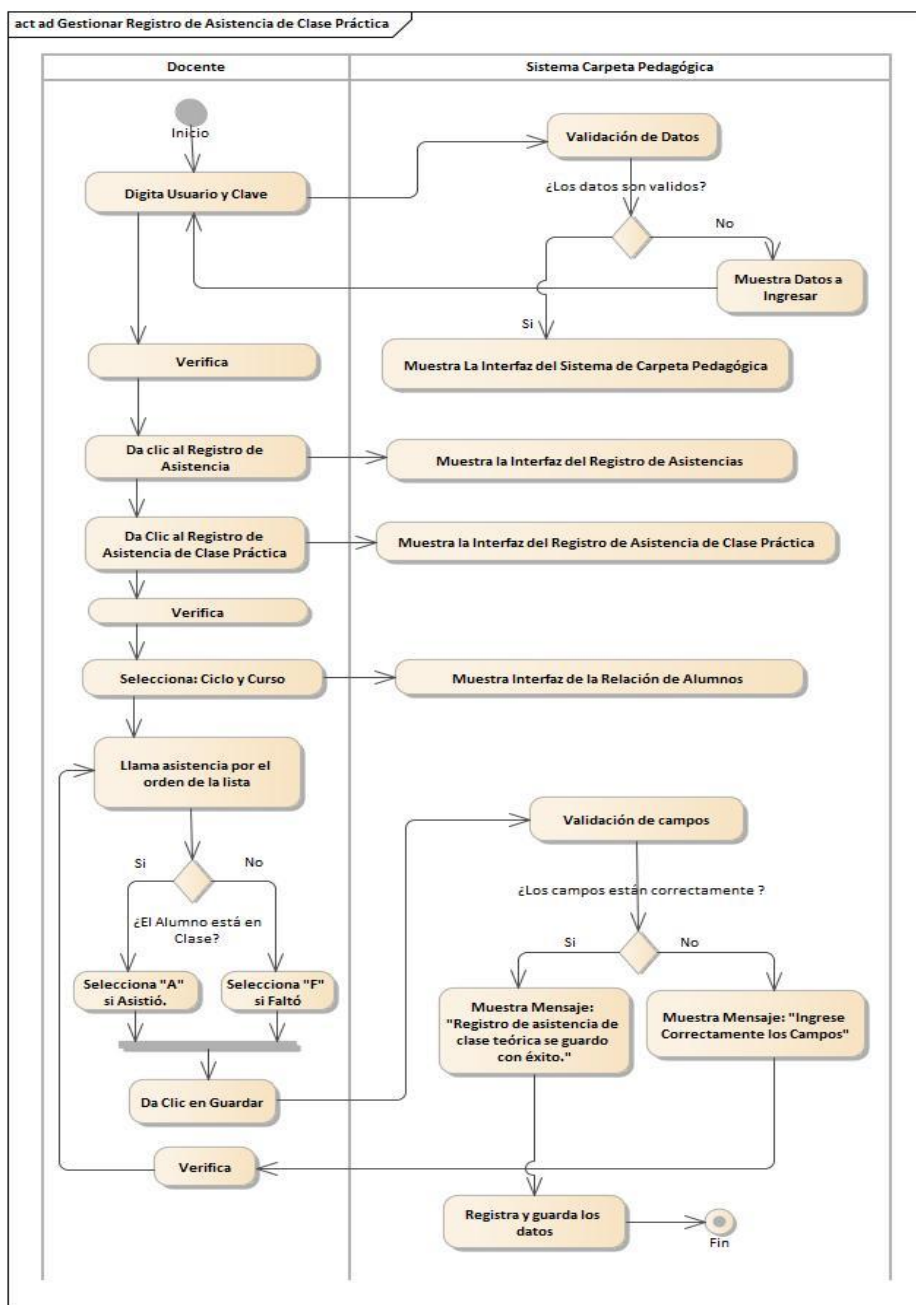 act ad Gestionar Registro de Asistencia de Clase Práctica
Docente
Sistema Carpeta Pedagógica
Inicio
Validación de Datos
Digita Usuario y Clave
¿Los datos son validos?
No
Muestra Datos a
Ingresar
Si
Verifica
Muestra La Interfaz del Sistema de Carpeta Pedagógica
Da clic al Registro de
Asistencia
Muestra la Interfaz del Registro de Asistencias
Da Clic al Registro de
Asistencia de Clase Práctica
Muestra la Interfaz del Registro de Asistencia de Clase Práctica
Verifica
Selecciona: Ciclo y Curso
Muestra Interfaz de la Relación de Alumnos
Llama asistencia por el
orden de la lista
Validación de campos
Si
No
¿Los campos están correctamente ?
¿El Alumno está en
Clase?
Si
No
Selecciona "A"
si Asistió.
Selecciona "F"
si Faltó
Muestra Mensaje:
"Registro de asistencia de
clase teórica se guardo
con éxito."
Muestra Mensaje: "Ingrese
Correctamente los Campos"
Da Clic en Guardar
Verifica
Registra y guarda los
datos
Fin